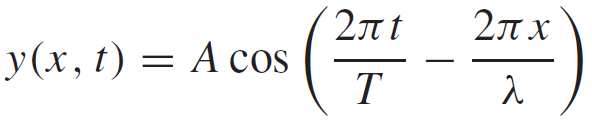 y(x, t) = A cos ( 2πt / T − 2πx / λ )